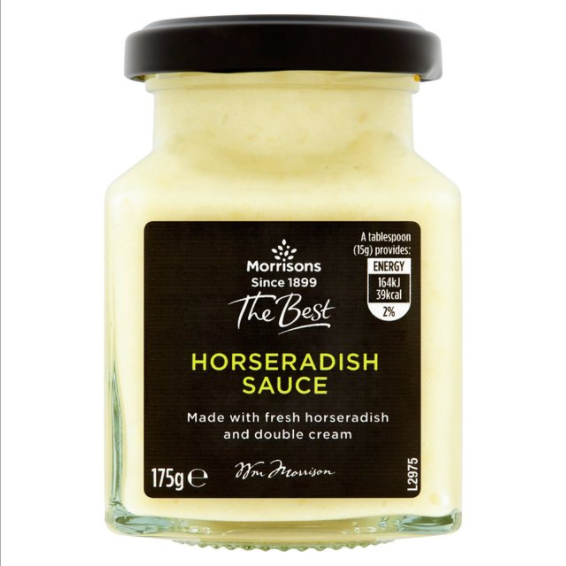 Morrisons
Since 1899
The Best
A tablespoon
(15g) provides:
ENERGY
164kJ
39kcal
2%
HORSERADISH
SAUCE
Made with fresh horseradish
and double cream
175g ℮
Wm Morrison
L2975